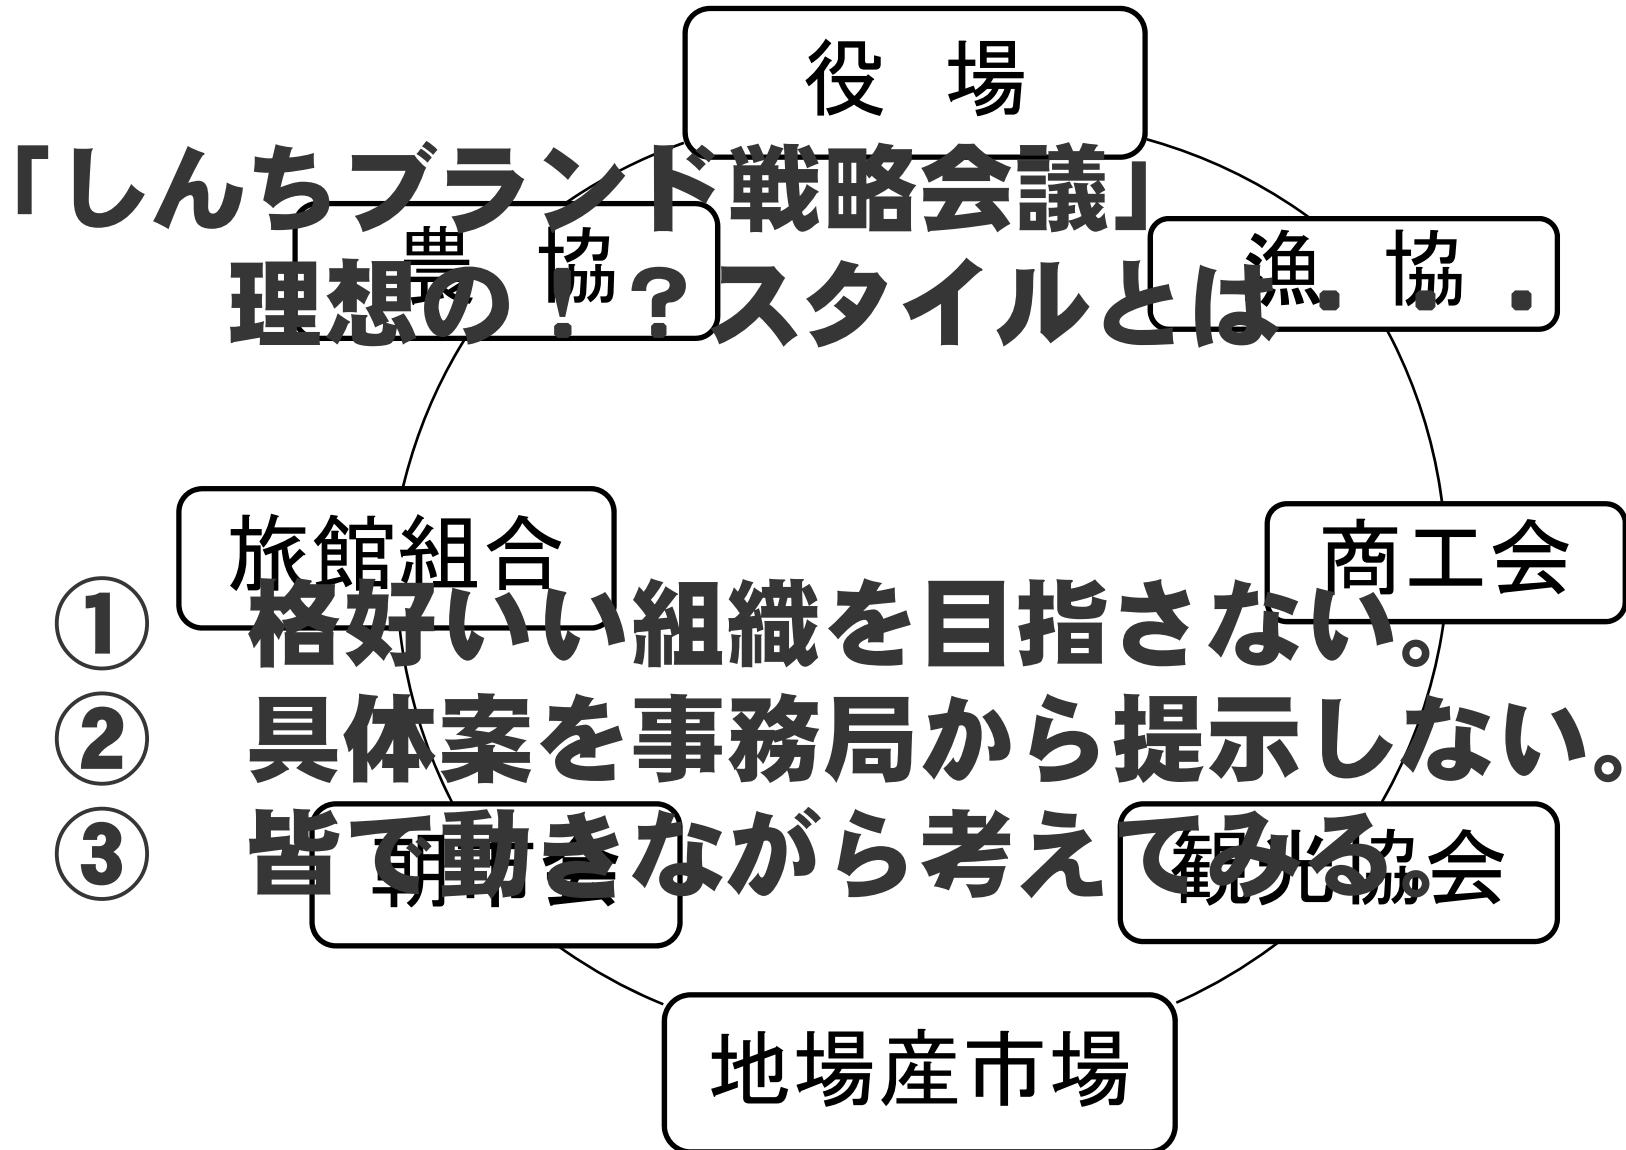 役　場
「しんちブランド戦略会議」
農　協
漁　協
理想の！？スタイルとは・・・
旅館組合
商工会
①　格好いい組織を目指さない。
②　具体案を事務局から提示しない。
③　皆で動きながら考えてみる。
朝市会
観光協会
地場産市場